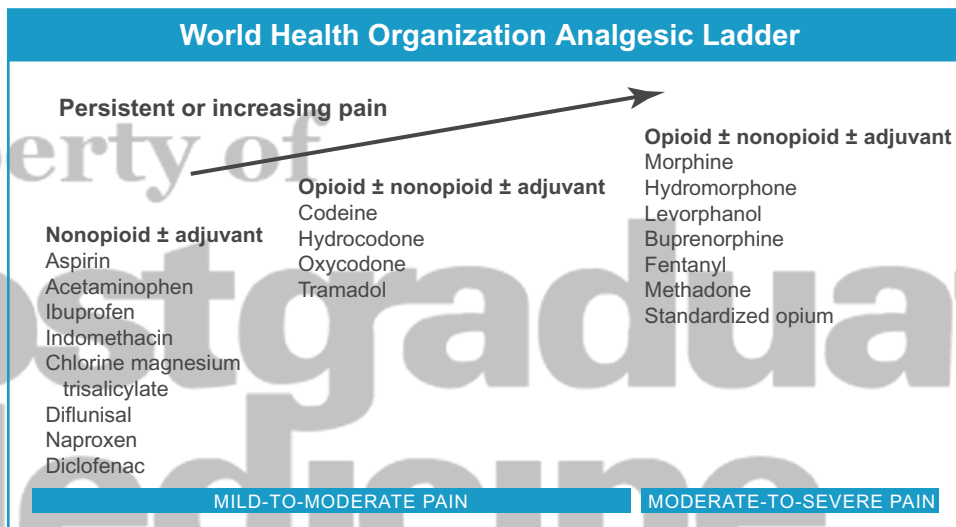 World Health Organization Analgesic Ladder
Persistent or increasing pain
Nonopioid ± adjuvant
Aspirin
Acetaminophen
Ibuprofen
Indomethacin
Chlorine magnesium
trisalicylate
Diflunisal
Naproxen
Diclofenac
Opioid ± nonopioid ± adjuvant
Codeine
Hydrocodone
Oxycodone
Tramadol
Opioid ± nonopioid ± adjuvant
Morphine
Hydromorphone
Levorphanol
Buprenorphine
Fentanyl
Methadone
Standardized opium
MILD-TO-MODERATE PAIN
MODERATE-TO-SEVERE PAIN